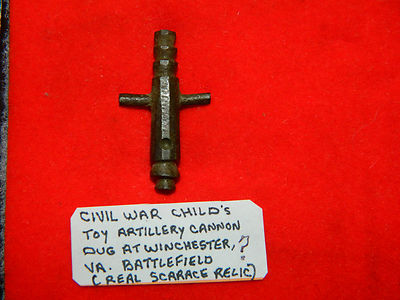 CIVIL WAR CHILD'S
TOY ARTILLERY CANNON
DUG AT WINCHESTER, ?
VA. BATTLEFIELD
(REAL SCARACE RELIC)